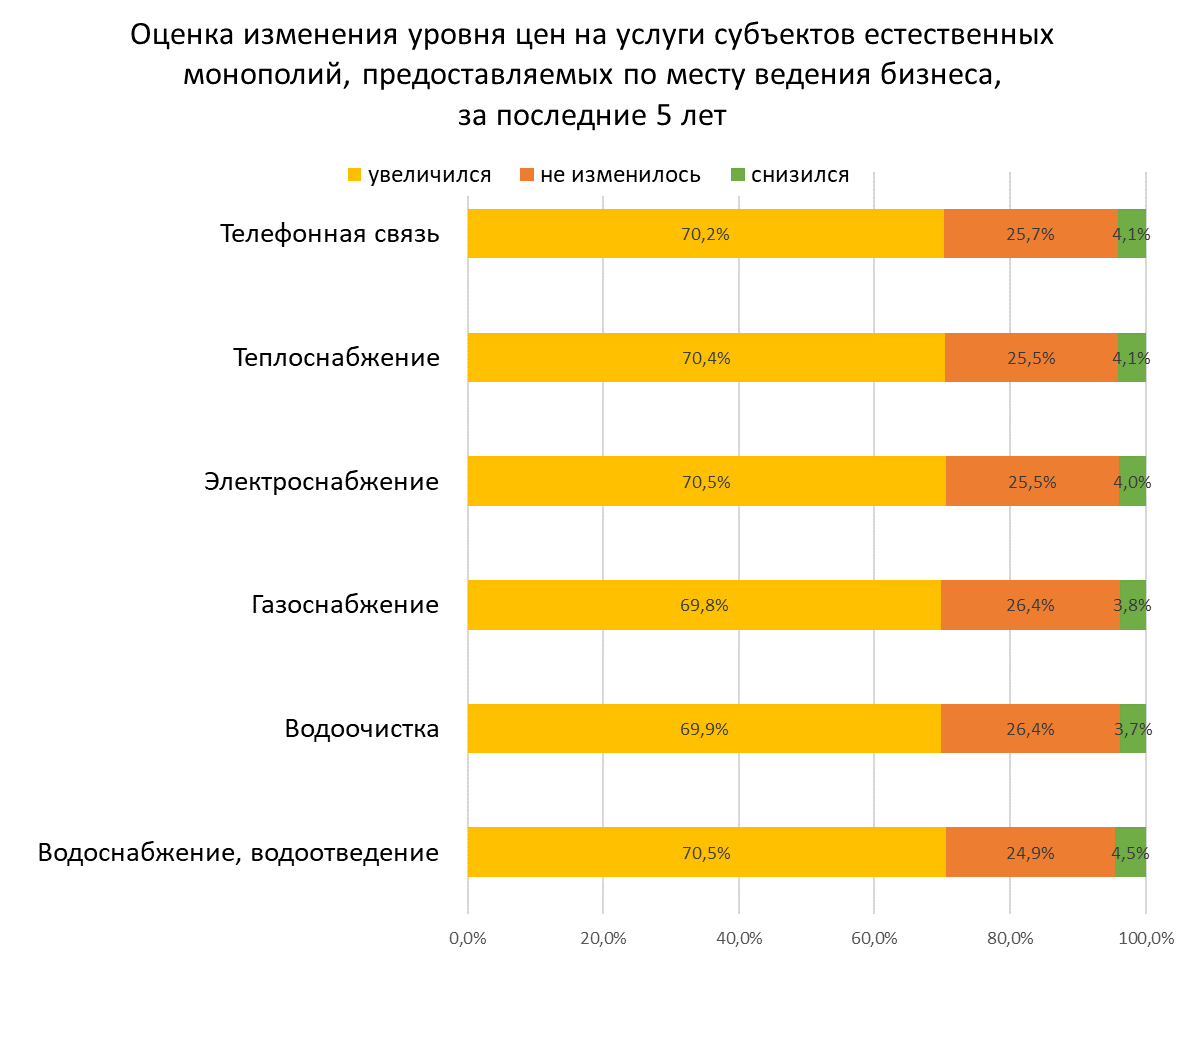 Оценка изменения уровня цен на услуги субъектов естественных
монополий, предоставляемых по месту ведения бизнеса,
за последние 5 лет
увеличился не изменилось снизился
Телефонная связь 70,2% 25,7% 4,1%
Теплоснабжение 70,4% 25,5% 4,1%
Электроснабжение 70,5% 25,5% 4,0%
Газоснабжение 69,8% 26,4% 3,8%
Водоочистка 69,9% 26,4% 3,7%
Водоснабжение, водоотведение 70,5% 24,9% 4,5%
0,0% 20,0% 40,0% 60,0% 80,0% 100,0%